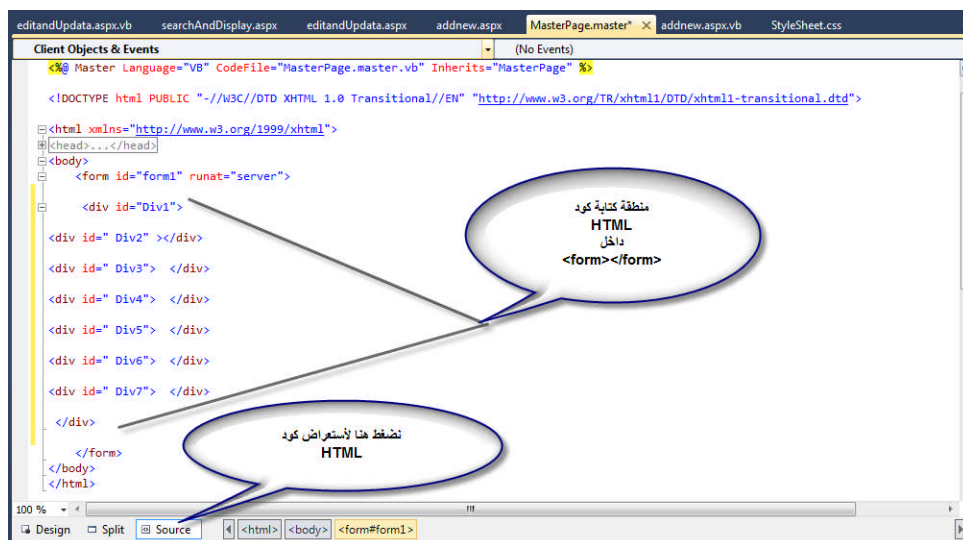 editandUpdata.aspx.vb searchAndDisplay.aspx editandUpdata.aspx addnew.aspx MasterPage.master* addnew.aspx.vb StyleSheet.css
Client Objects & Events (No Events)
<%@ Master Language="VB" CodeFile="MasterPage.master.vb" Inherits="MasterPage" %>
<!DOCTYPE html PUBLIC "-//W3C//DTD XHTML 1.0 Transitional//EN" "http://www.w3.org/TR/xhtml1/DTD/xhtml1-transitional.dtd">
<html xmlns="http://www.w3.org/1999/xhtml">
<head>...</head>
<body>
<form id="form1" runat="server">
<div id="Div1">
<div id=" Div2" ></div>
<div id=" Div3">  </div>
<div id=" Div4">  </div>
<div id=" Div5">  </div>
<div id=" Div6">  </div>
<div id=" Div7">  </div>
</div>
</form>
</body>
</html>
منطقة كتابة كود
HTML
داخل
<form></form>
نضغط هنا لأستعراض كود
HTML
100 %
Design Split Source <html> <body> <form#form1>